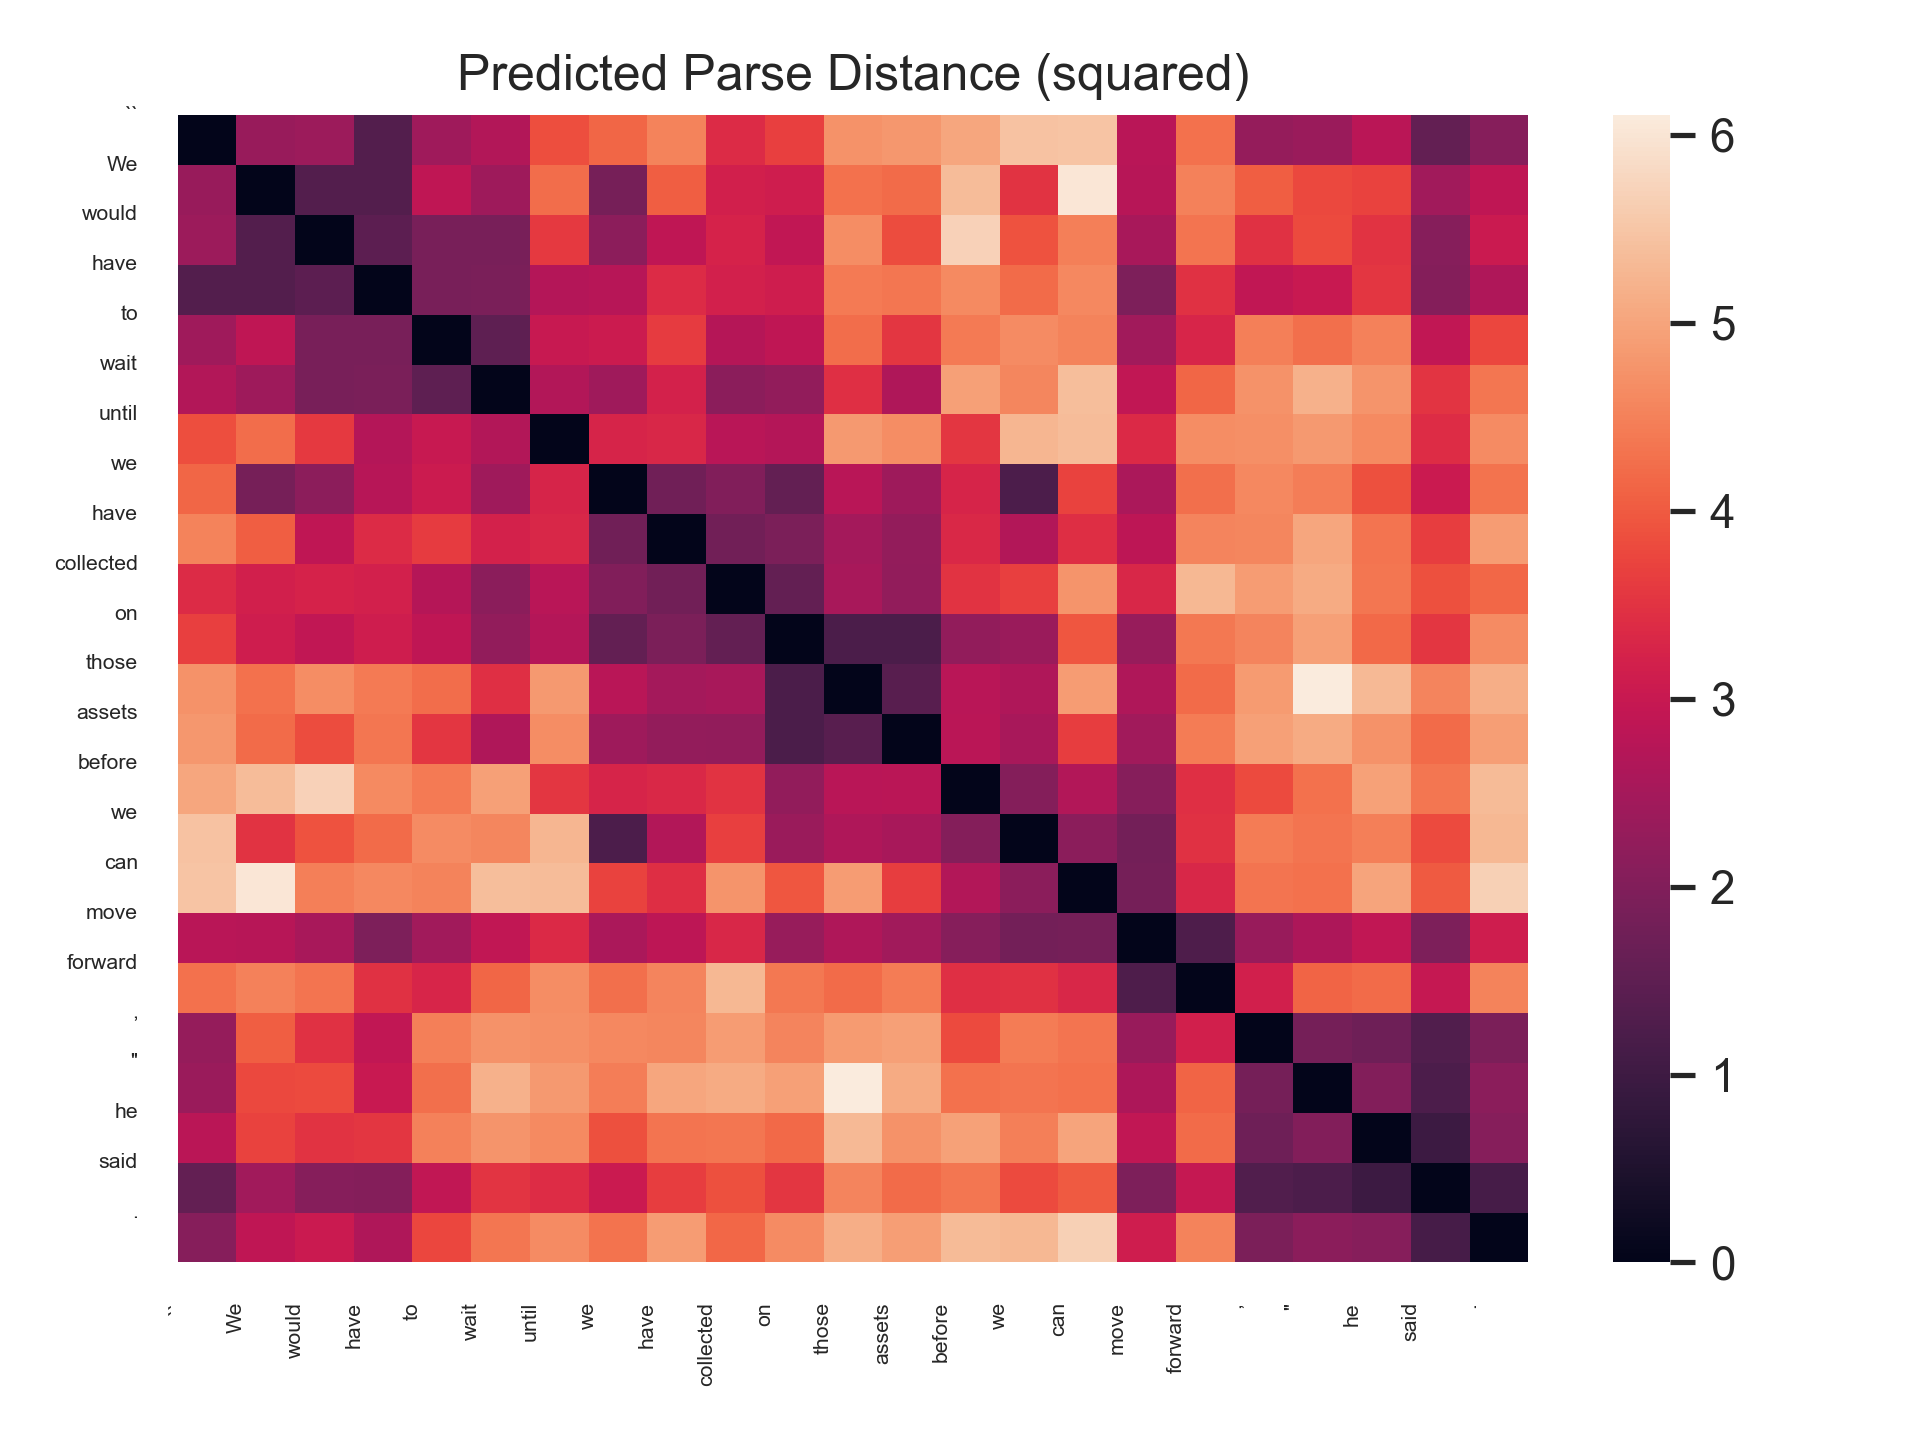 Predicted Parse Distance (squared)
``
We
would
have
to
wait
until
we
have
collected
on
those
assets
before
we
can
move
forward
,
"
he
said
.
6
5
4
3
2
1
0
``
We
would
have
to
wait
until
we
have
collected
on
those
assets
before
we
can
move
forward
,
"
he
said
.